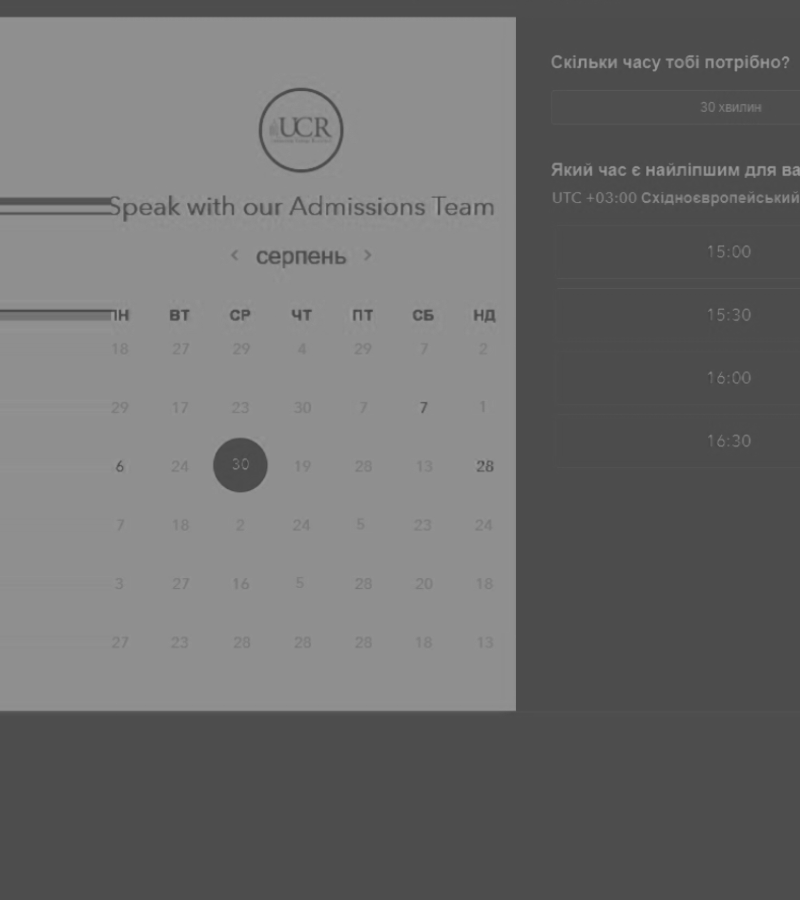 UCR
Speak with our Admissions Team
‹ серпень ›
ПН ВТ СР ЧТ ПТ СБ НД
18 27 29 4 29 7 2
29 17 23 30 7 7 1
6 24 30 19 28 13 28
7 18 2 24 5 23 24
3 27 16 5 28 20 18
27 23 28 28 28 18 13
Скільки часу тобі потрібно?
30 хвилин
Який час є найліпшим для ва
UTC +03:00 Східноєвропейський
15:00
15:30
16:00
16:30